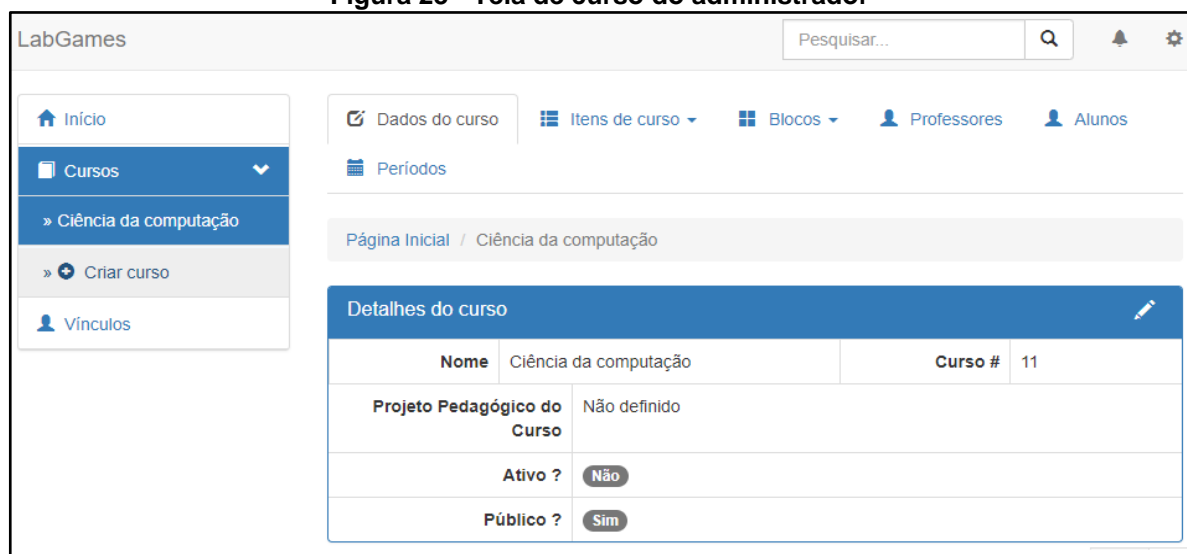 LabGames
Pesquisar...
Início
Cursos
» Ciência da computação
» Criar curso
Vínculos
Dados do curso Itens de curso Blocos Professores Alunos
Períodos
Página Inicial / Ciência da computação
Detalhes do curso
Nome Ciência da computação Curso # 11
Projeto Pedagógico do Não definido
Curso
Ativo ? Não
Público ? Sim